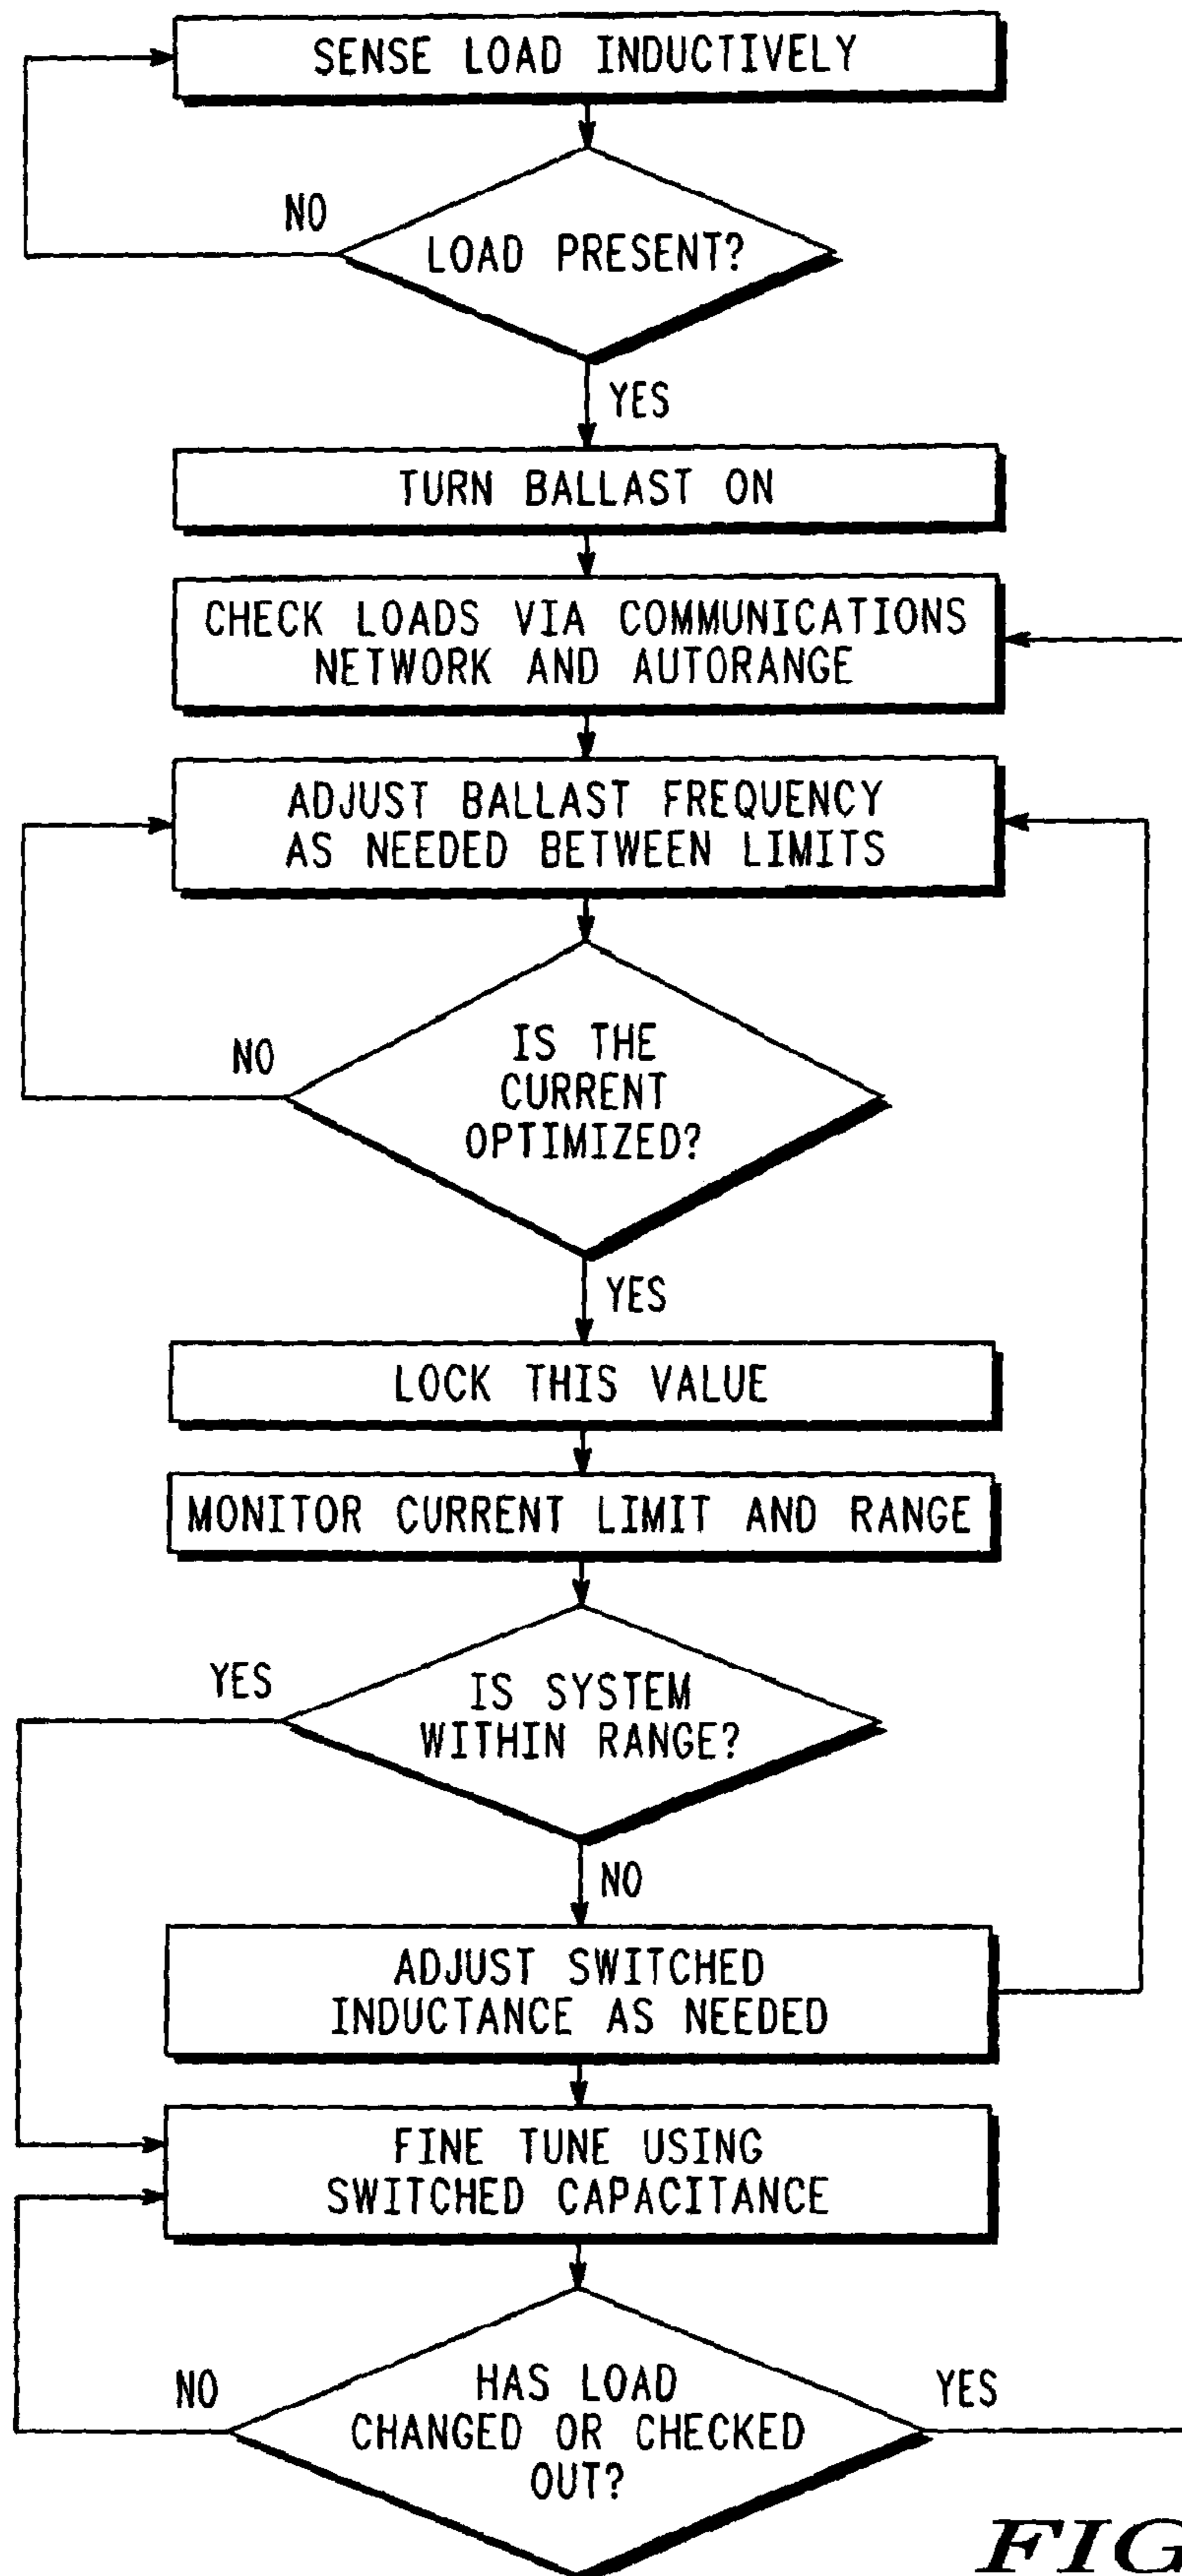 SENSE LOAD INDUCTIVELY
NO
LOAD PRESENT?
YES
TURN BALLAST ON
CHECK LOADS VIA COMMUNICATIONS
NETWORK AND AUTORANGE
ADJUST BALLAST FREQUENCY
AS NEEDED BETWEEN LIMITS
NO
IS THE
CURRENT
OPTIMIZED?
YES
LOCK THIS VALUE
MONITOR CURRENT LIMIT AND RANGE
YES
IS SYSTEM
WITHIN RANGE?
NO
ADJUST SWITCHED
INDUCTANCE AS NEEDED
FINE TUNE USING
SWITCHED CAPACITANCE
NO
HAS LOAD
CHANGED OR CHECKED
OUT?
YES
FIG